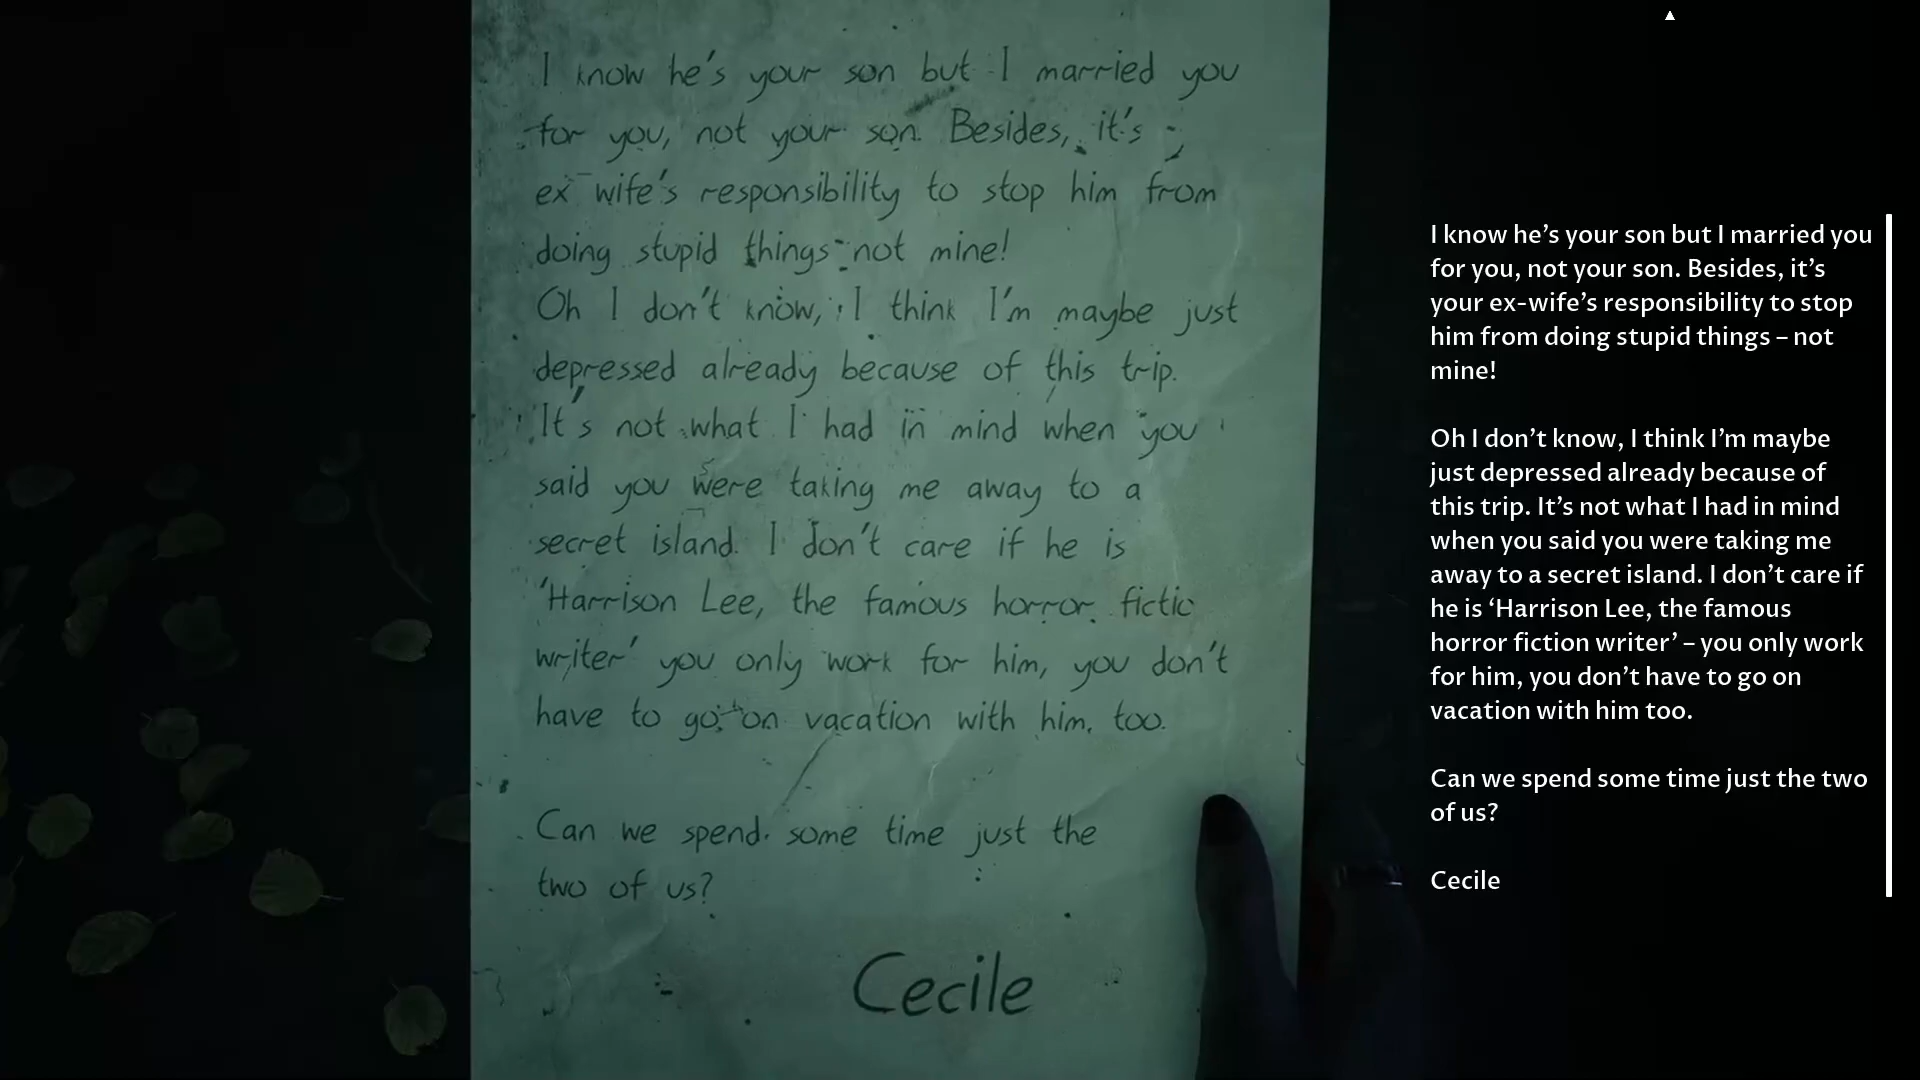 I know he's your son but I married you
for you, not your son. Besides, it's
ex wife's responsibility to stop him from
doing stupid things - not mine!
Oh I don't know, I think I'm maybe just
depressed already because of this trip.
It's not what I had in mind when you
said you were taking me away to a
secret island. I don't care if he is
'Harrison Lee, the famous horror fictio
writer' you only work for him, you don't
have to go on vacation with him, too.
Can we spend some time just the
two of us?
Cecile
I know he's your son but I married you
for you, not your son. Besides, it's
your ex-wife's responsibility to stop
him from doing stupid things – not
mine!
Oh I don't know, I think I'm maybe
just depressed already because of
this trip. It's not what I had in mind
when you said you were taking me
away to a secret island. I don't care if
he is ‘Harrison Lee, the famous
horror fiction writer’ – you only work
for him, you don't have to go on
vacation with him too.
Can we spend some time just the two
of us?
Cecile